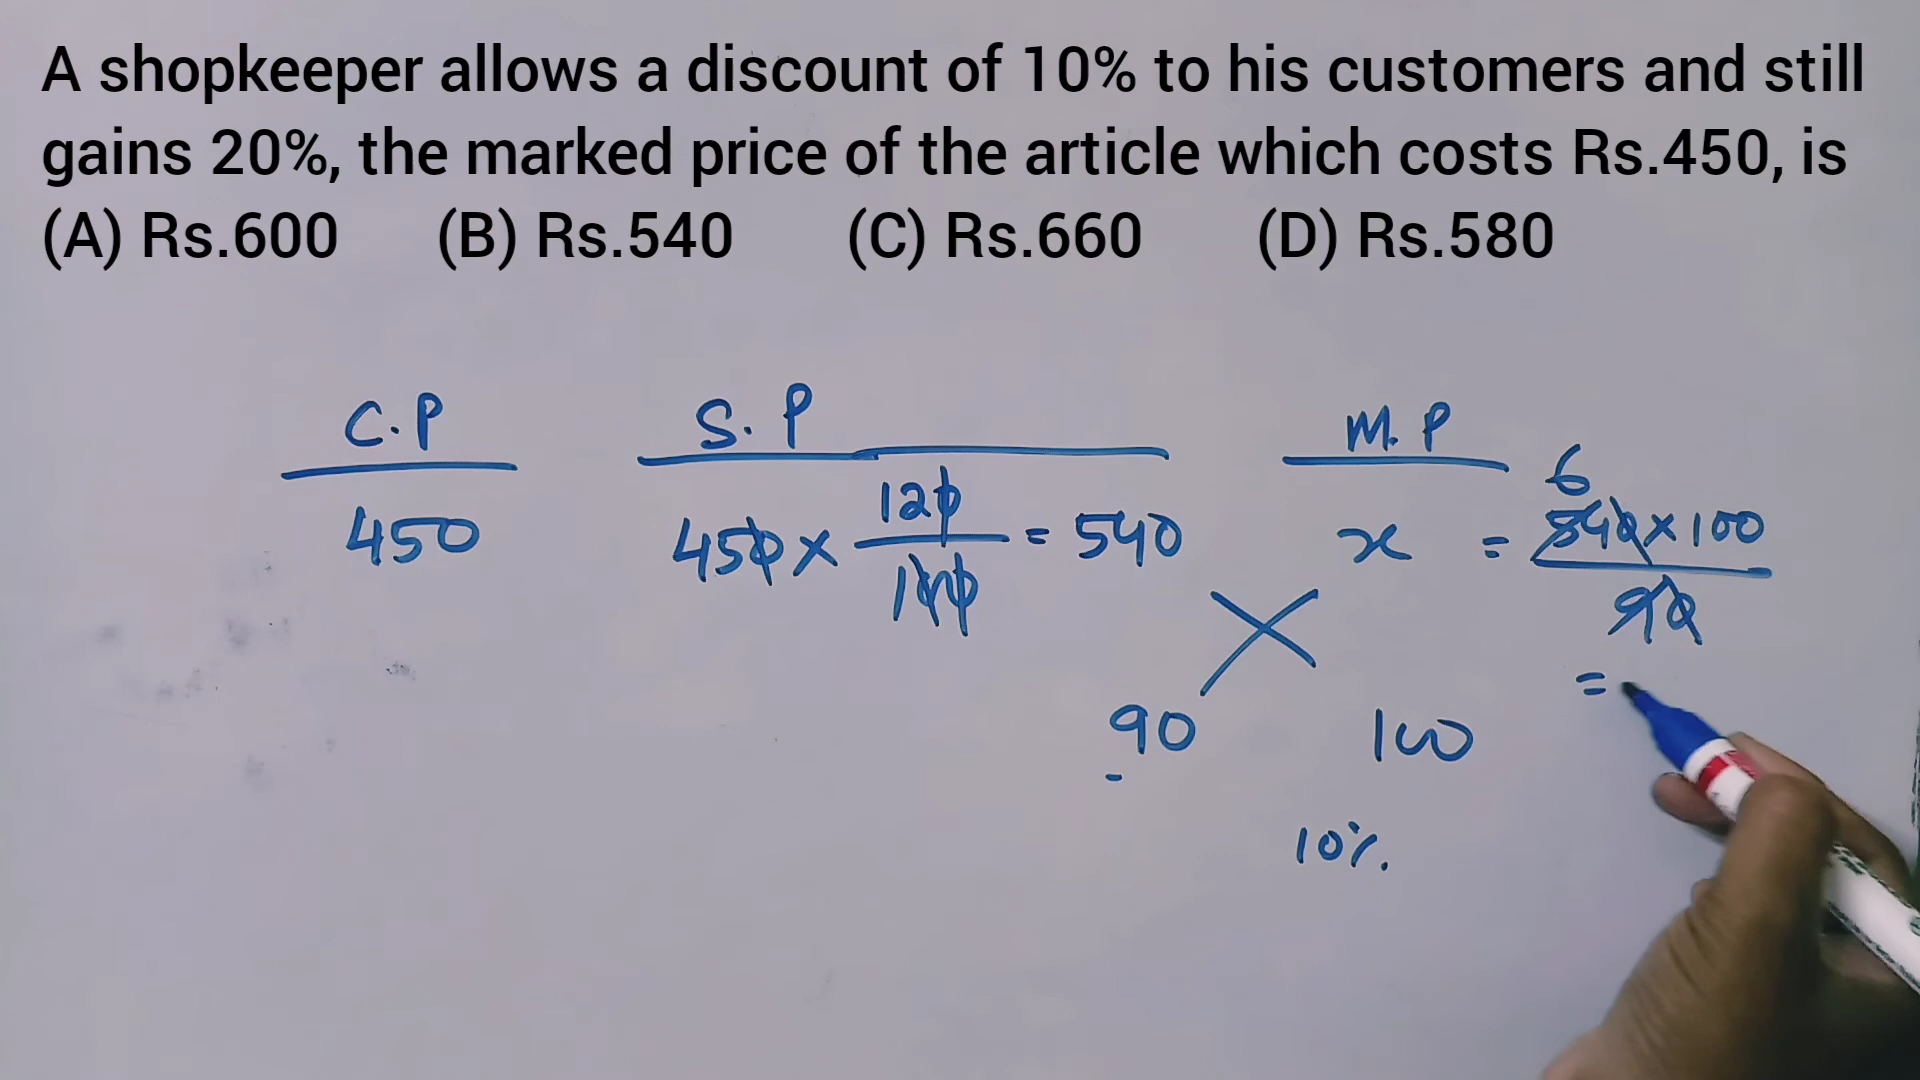 A shopkeeper allows a discount of 10% to his customers and still
gains 20%, the marked price of the article which costs Rs.450, is
(A) Rs.600 (B) Rs.540 (C) Rs.660 (D) Rs.580
C.P S.P M.P
6
120 540 × 100
450 450 × = 540 x =
100 90
=
90 100
10%.